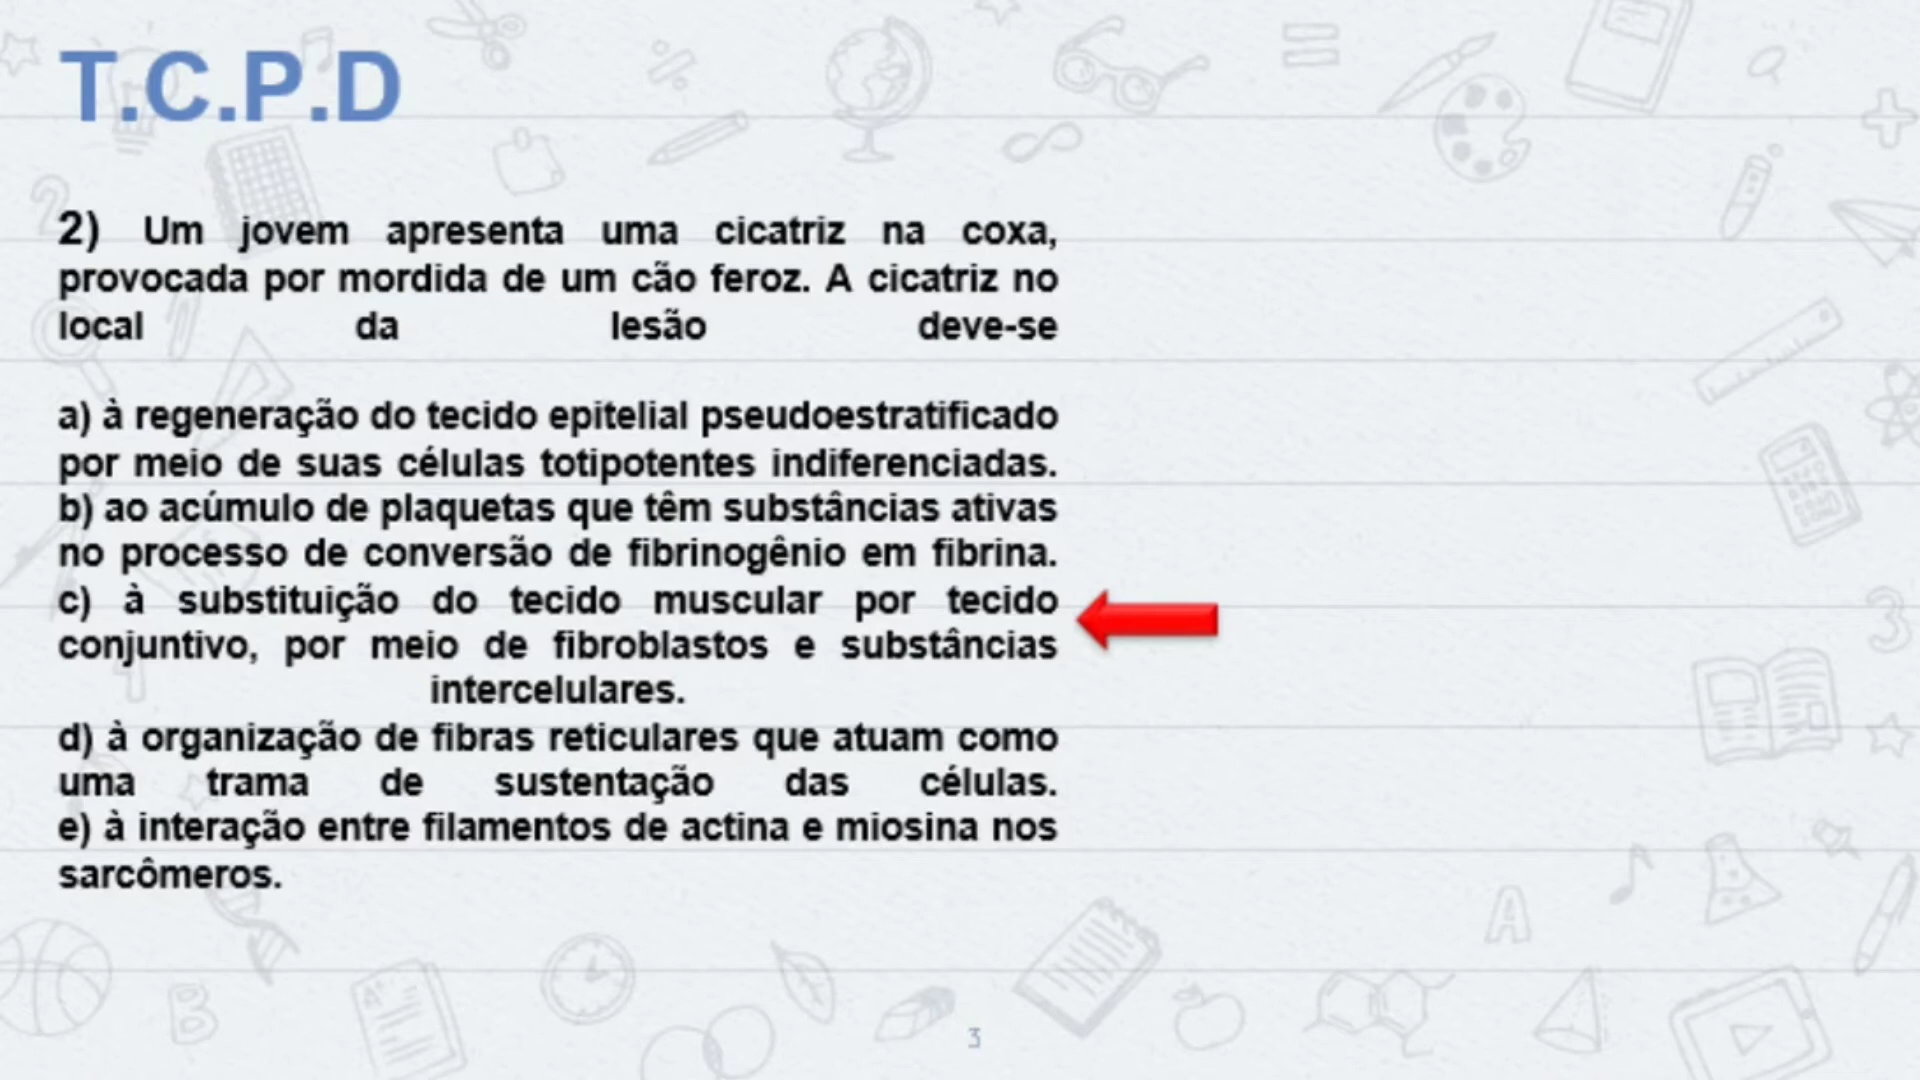 T.C.P.D
2) Um jovem apresenta uma cicatriz na coxa,
provocada por mordida de um cão feroz. A cicatriz no
local da lesão deve-se
a) à regeneração do tecido epitelial pseudoestratificado
por meio de suas células totipotentes indiferenciadas.
b) ao acúmulo de plaquetas que têm substâncias ativas
no processo de conversão de fibrinogênio em fibrina.
c) à substituição do tecido muscular por tecido
conjuntivo, por meio de fibroblastos e substâncias
intercelulares.
d) à organização de fibras reticulares que atuam como
uma trama de sustentação das células.
e) à interação entre filamentos de actina e miosina nos
sarcômeros.
3